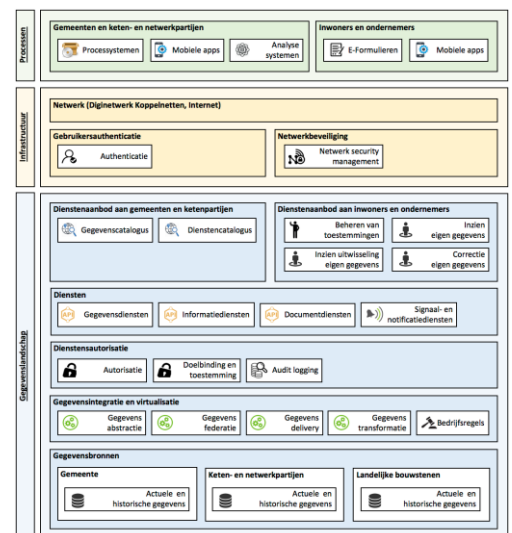 Processen
Gemeenten en keten- en netwerkpartijen
Processystemen
Mobiele apps
Analyse
systemen
Inwoners en ondernemers
E-Formulieren
Mobiele apps
Infrastructuur
Netwerk (Diginetwerk Koppelnetten, Internet)
Gebruikersauthenticatie
Authenticatie
Netwerkbeveiliging
Netwerk security
management
Gegevenslandschap
Dienstenaanbod aan gemeenten en ketenpartijen
Gegevenscatalogus
Dienstencatalogus
Dienstenaanbod aan inwoners en ondernemers
Beheren van
toestemmingen
Inzien
eigen gegevens
Inzien uitwisseling
eigen gegevens
Correctie
eigen gegevens
Diensten
API
Gegevensdiensten
API
Informatiediensten
API
Documentdiensten
Signaal- en
notificatiediensten
Dienstensautorisatie
Autorisatie
Doelbinding en
toestemming
Audit logging
Gegevensintegratie en virtualisatie
Gegevens
abstractie
Gegevens
federatie
Gegevens
delivery
Gegevens
transformatie
Bedrijfsregels
Gegevensbronnen
Gemeente
Actuele en
historische gegevens
Keten- en netwerkpartijen
Actuele en
historische gegevens
Landelijke bouwstenen
Actuele en
historische gegevens